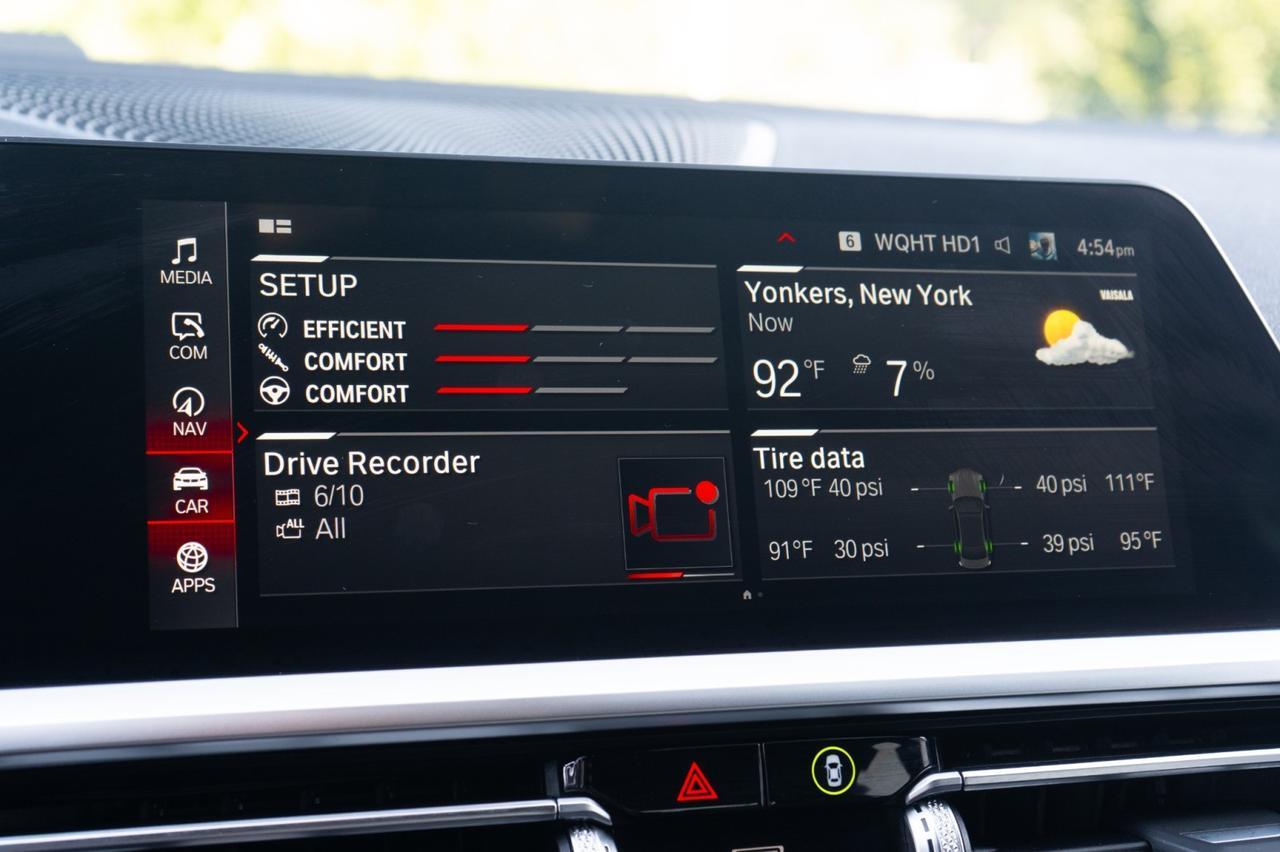 6 WQHT HD1 4:54pm
MEDIA
COM
NAV
CAR
APPS
SETUP
EFFICIENT
COMFORT
COMFORT
Yonkers, New York
VAISALA
Now
92°F 7%
Drive Recorder
6/10
ALL All
Tire data
109°F 40 psi 40 psi 111°F
91°F 30 psi 39 psi 95°F